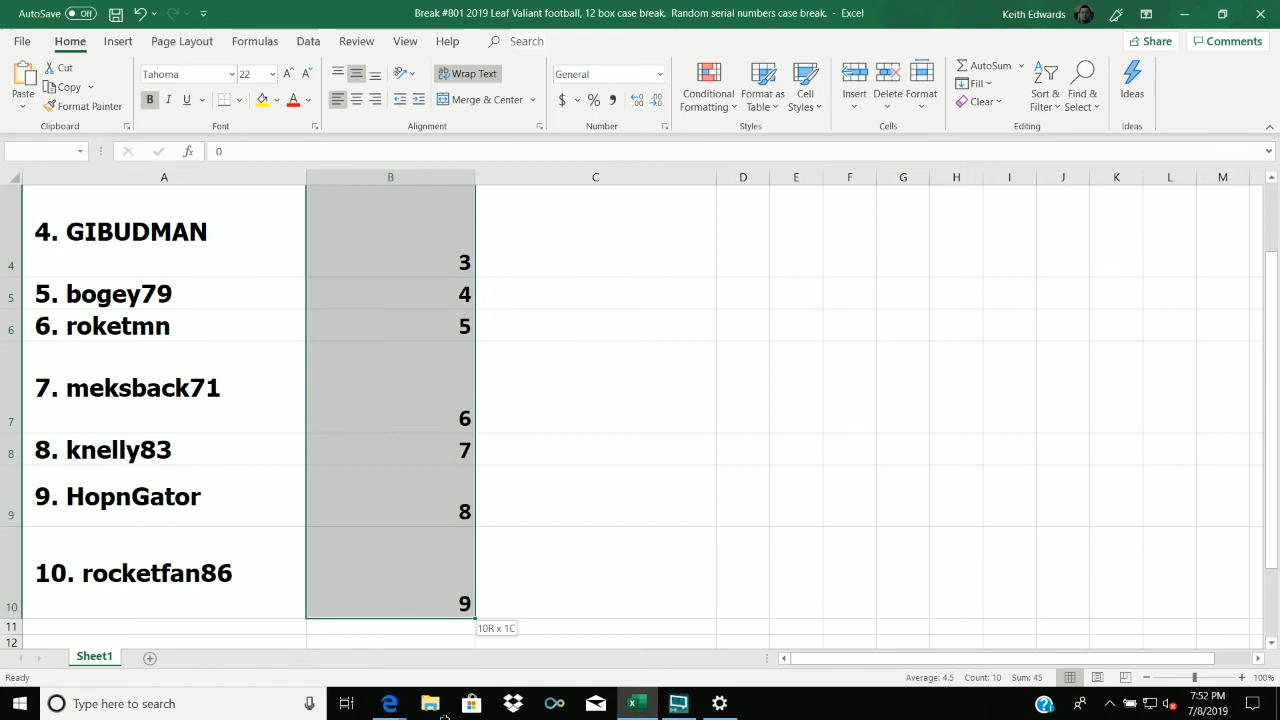 AutoSave Off
Break #801 2019 Leaf Valiant football, 12 box case break. Random serial numbers case break. - Excel
Keith Edwards
File Home Insert Page Layout Formulas Data Review View Help Search Share Comments
Paste Cut Copy Format Painter Clipboard
Tahoma 22 B I U A Font
Wrap Text Merge & Center Alignment
General $ % Number
Conditional Formatting Format as Table Cell Styles Styles
Insert Delete Format Cells
AutoSum Fill Clear Sort & Filter Find & Select Editing
Ideas Ideas
fx 0
A B C D E F G H I J K L M
4 4. GIBUDMAN 3
5 5. bogey79 4
6 6. roketmn 5
7 7. meksback71 6
8 8. knelly83 7
9 9. HopnGator 8
10 10. rocketfan86 9
11 10R x 1C
12
Sheet1
Ready Average: 4.5 Count: 10 Sum: 45 100%
Type here to search
7:52 PM
7/8/2019